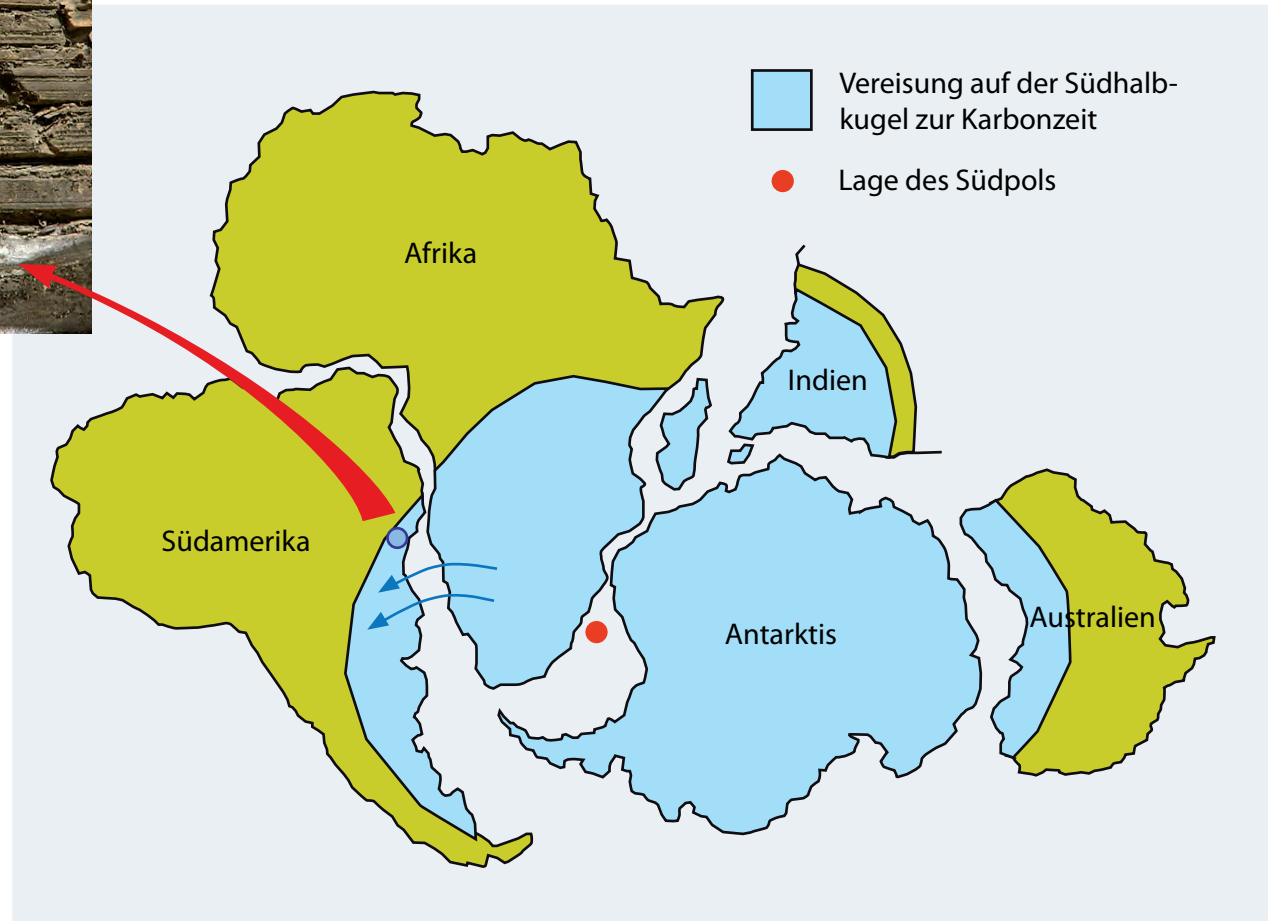 Vereisung auf der Südhalb-
kugel zur Karbonzeit
Lage des Südpols
Afrika
Indien
Südamerika
Australien
Antarktis